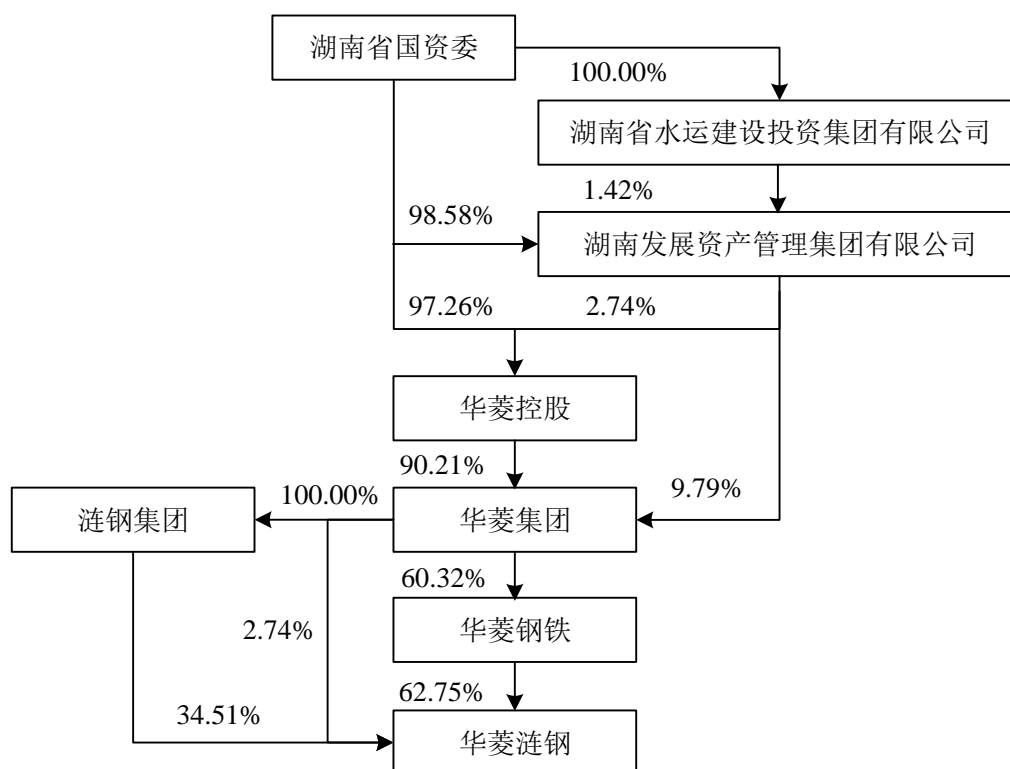 湖南省国资委
100.00%
湖南省水运建设投资集团有限公司
1.42%
98.58%
湖南发展资产管理集团有限公司
97.26%
2.74%
华菱控股
90.21%
9.79%
涟钢集团
100.00%
华菱集团
60.32%
2.74%
华菱钢铁
62.75%
34.51%
华菱涟钢